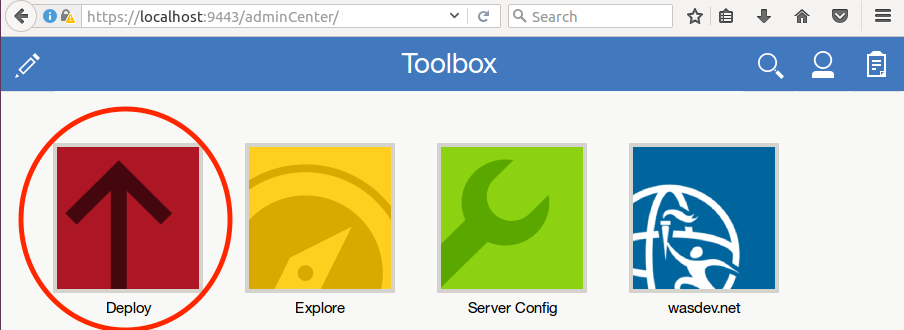 https://localhost:9443/adminCenter/
Search
Toolbox
Deploy
Explore
Server Config
wasdev.net